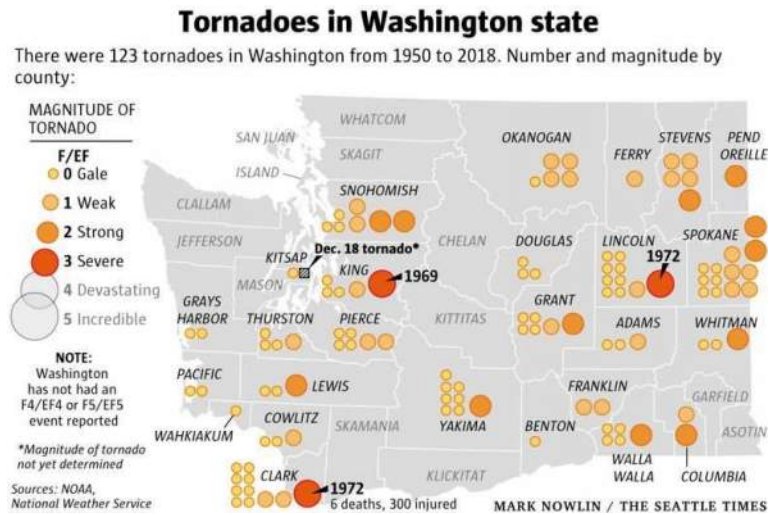 Tornadoes in Washington state
There were 123 tornadoes in Washington from 1950 to 2018. Number and magnitude by
county:
MAGNITUDE OF
TORNADO
F/EF
0 Gale
1 Weak
2 Strong
3 Severe
4 Devastating
5 Incredible
NOTE:
Washington
has not had an
F4/EF4 or F5/EF5
event reported
*Magnitude of tornado
not yet determined
Sources: NOAA,
National Weather Service
WHATCOM
SAN JUAN
SKAGIT
ISLAND
OKANOGAN
FERRY
STEVENS
PEND
OREILLE
SNOHOMISH
CLALLAM
JEFFERSON
Dec. 18 tornado*
KITSAP
KING
1969
MASON
CHELAN
DOUGLAS
LINCOLN
1972
SPOKANE
GRAYS
HARBOR
THURSTON
PIERCE
KITTITAS
GRANT
ADAMS
WHITMAN
PACIFIC
LEWIS
WAHKIAKUM
COWLITZ
SKAMANIA
YAKIMA
BENTON
FRANKLIN
GARFIELD
ASOTIN
WALLA
WALLA
COLUMBIA
CLARK
1972
6 deaths, 300 injured
KLICKITAT
MARK NOWLIN / THE SEATTLE TIMES